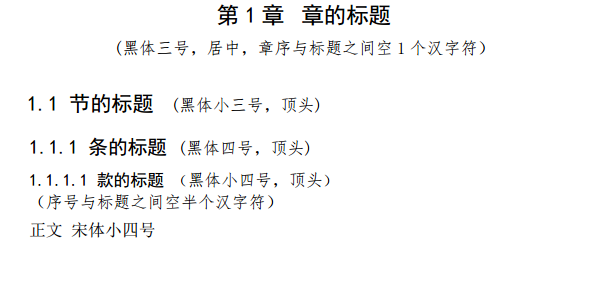 第 1 章 章的标题
(黑体三号，居中，章序与标题之间空 1 个汉字符）
1.1 节的标题 (黑体小三号，顶头)
1.1.1 条的标题 (黑体四号，顶头)
1.1.1.1 款的标题 （黑体小四号，顶头）
（序号与标题之间空半个汉字符）
正文 宋体小四号